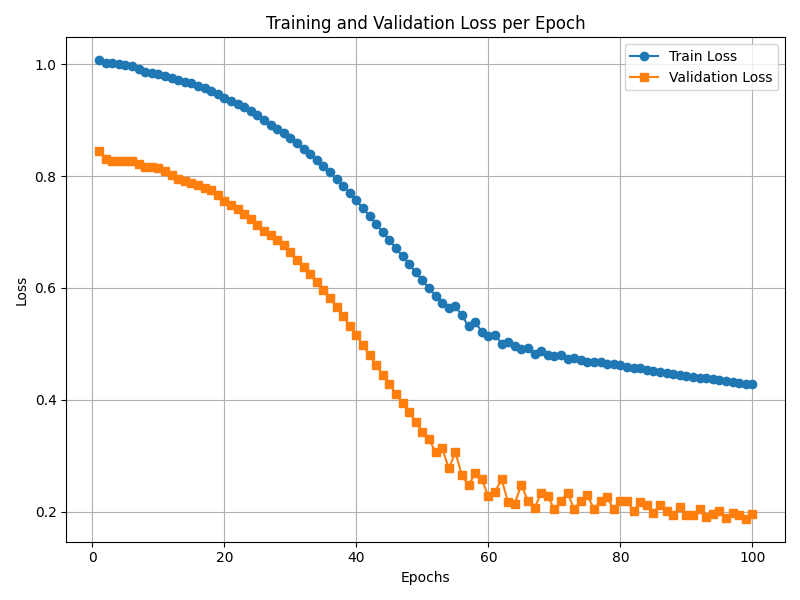 Training and Validation Loss per Epoch
Train Loss
Validation Loss
1.0
0.8
0.6
0.4
0.2
Loss
0 20 40 60 80 100
Epochs